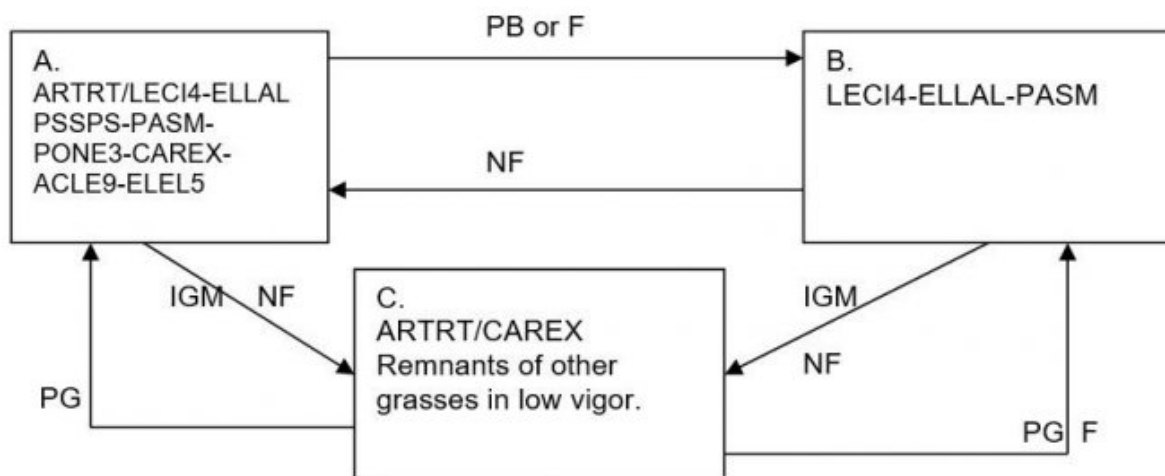 PB or F
A.
ARTRT/LECI4-ELLAL
PSSPS-PASM-
PONE3-CAREX-
ACLE9-ELEL5
B.
LECI4-ELLAL-PASM
NF
IGM NF
IGM
NF
C.
ARTRT/CAREX
Remnants of other
grasses in low vigor.
PG
PG F